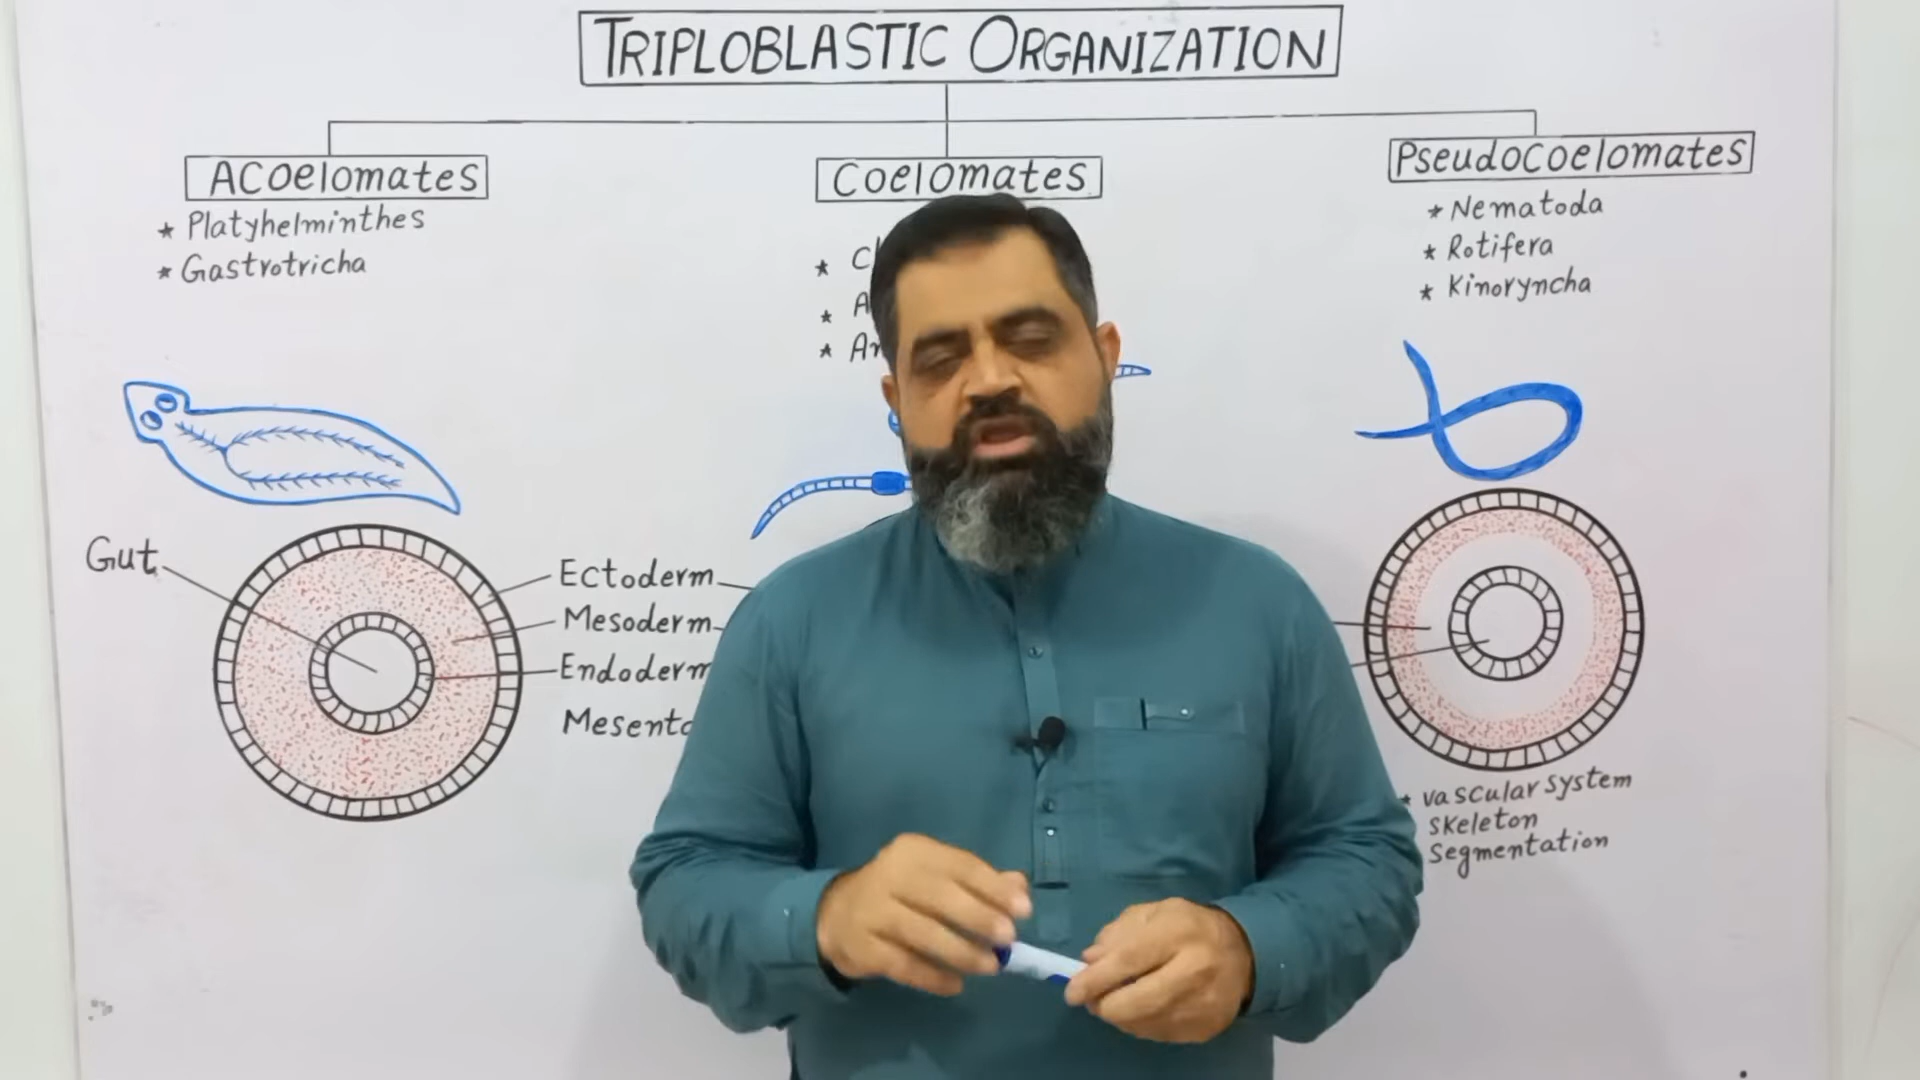 TRIPLOBLASTIC ORGANIZATION
Acoelomates
* Platyhelminthes
* Gastrotricha
Coelomates
*
*
*
Pseudocoelomates
* Nematoda
* Rotifera
* Kinoryncha
Gut
Ectoderm
Mesoderm
Endoderm
* vascular system
skeleton
segmentation